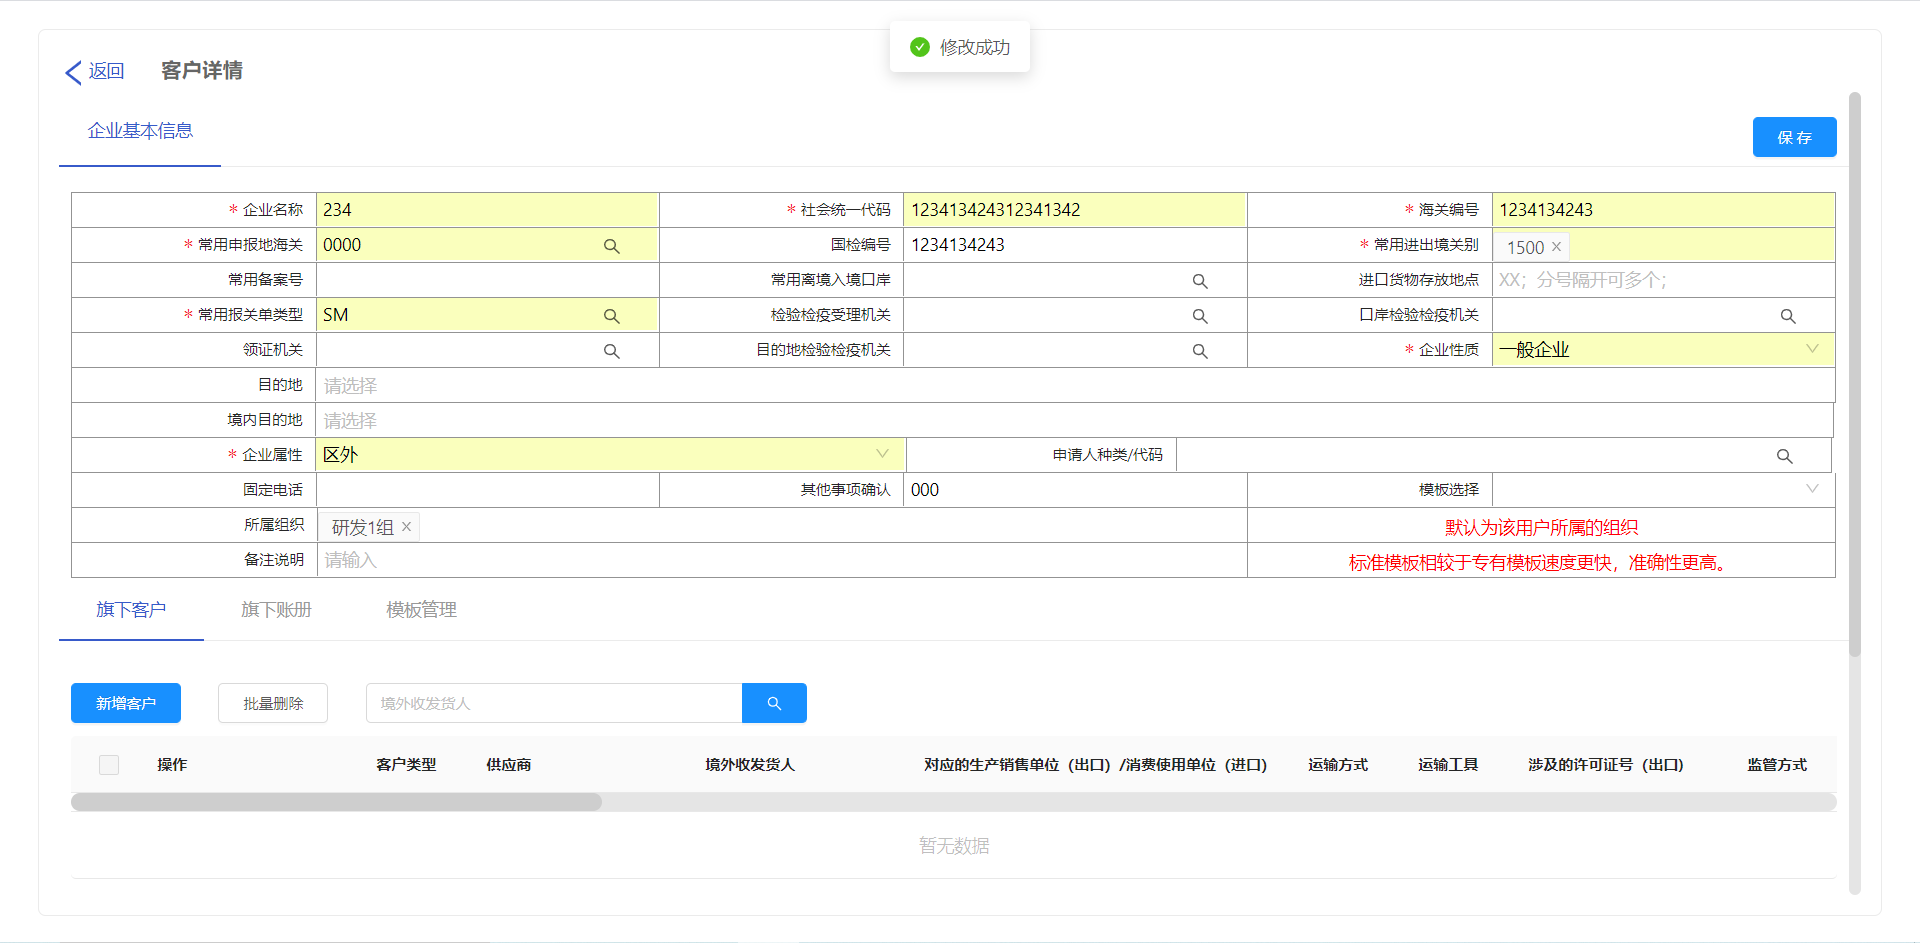 修改成功
返回 客户详情
企业基本信息
保 存
* 企业名称 234 * 社会统一代码 123413424312341342 * 海关编号 1234134243
* 常用申报地海关 0000 国检编号 1234134243 * 常用进出境关别 1500 ×
常用备案号 常用离境入境口岸 进口货物存放地点 XX；分号隔开可多个；
* 常用报关单类型 SM 检验检疫受理机关 口岸检验检疫机关
领证机关 目的地检验检疫机关 * 企业性质 一般企业
目的地 请选择
境内目的地 请选择
* 企业属性 区外 申请人种类/代码
固定电话 其他事项确认 000 模板选择
所属组织 研发1组 × 默认为该用户所属的组织
备注说明 请输入 标准模板相较于专有模板速度更快，准确性更高。
旗下客户 旗下账册 模板管理
新增客户 批量删除 境外收发货人
操作 客户类型 供应商 境外收发货人 对应的生产销售单位（出口）/消费使用单位（进口） 运输方式 运输工具 涉及的许可证号（出口） 监管方式
暂无数据